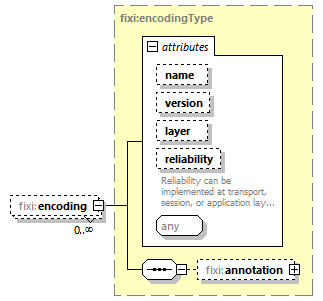 fixi:encodingType
attributes
name
version
layer
reliability
Reliability can be
implemented at transport,
session, or application lay...
any
fixi:encoding
0..∞
fixi:annotation